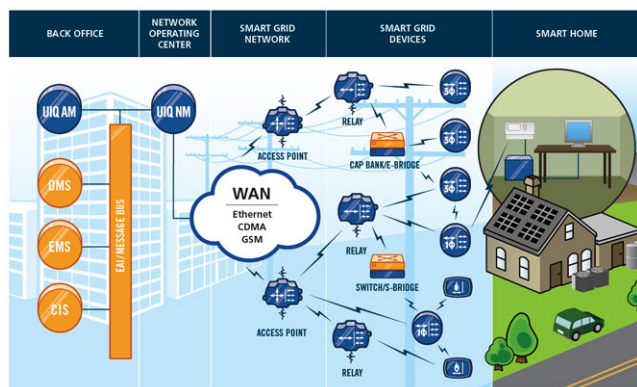 BACK OFFICE
NETWORK
OPERATING
CENTER
SMART GRID
NETWORK
SMART GRID
DEVICES
SMART HOME
UIQ AM
UIQ NM
OMS
EMS
CIS
EAI/MESSAGE BUS
ACCESS POINT
WAN
Ethernet
CDMA
GSM
ACCESS POINT
RELAY
CAP BANK/E-BRIDGE
RELAY
SWITCH/S-BRIDGE
RELAY
3Φ
3Φ
3Φ
1Φ
1Φ